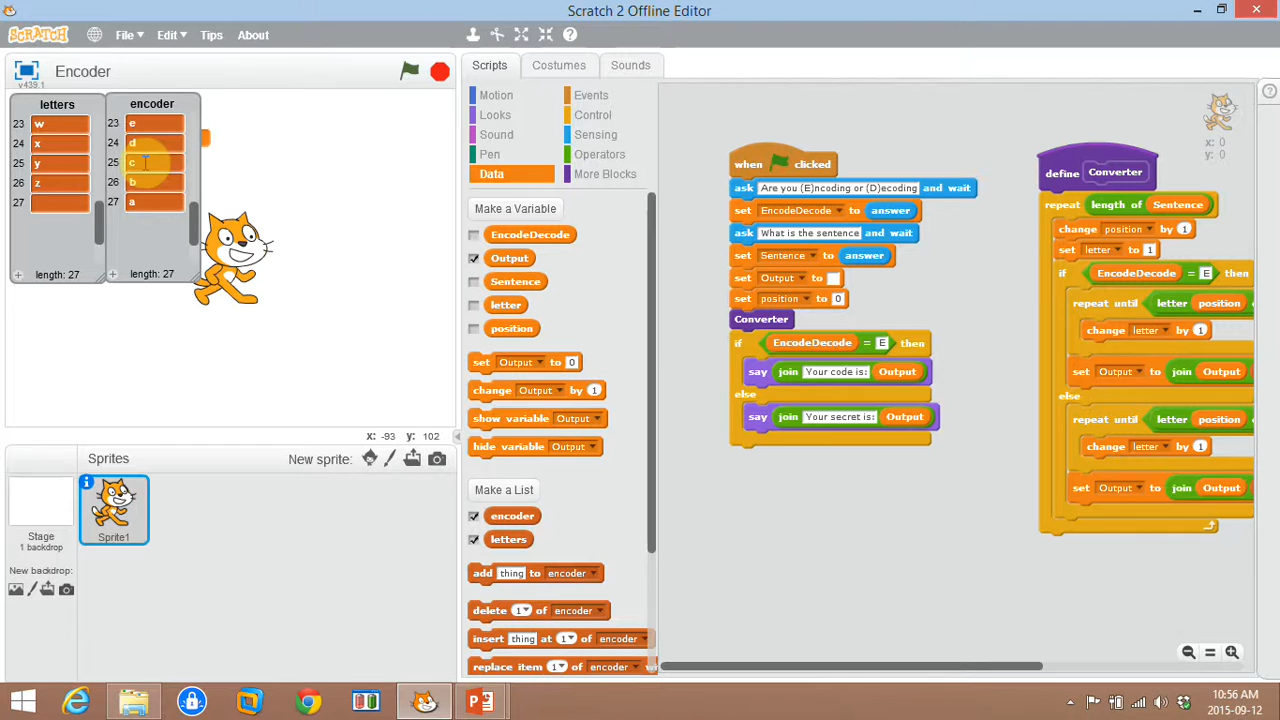 Scratch 2 Offline Editor
SCRATCH
File Edit Tips About
Encoder
v439.1
letters
23 w
24 x
25 y
26 z
27
length: 27
encoder
23 e
24 d
25 c
26 b
27 a
length: 27
x: -93 y: 102
Sprites
New sprite:
Stage
1 backdrop
New backdrop:
Sprite1
Scripts Costumes Sounds
Motion
Looks
Sound
Pen
Data
Events
Control
Sensing
Operators
More Blocks
Make a Variable
EncodeDecode
Output
Sentence
letter
position
set Output to 0
change Output by 1
show variable Output
hide variable Output
Make a List
encoder
letters
add thing to encoder
delete 1 of encoder
insert thing at 1 of encoder
replace item 1 of encoder
when clicked
ask Are you (E)ncoding or (D)ecoding and wait
set EncodeDecode to answer
ask What is the sentence and wait
set Sentence to answer
set Output to
set position to 0
Converter
if EncodeDecode = E then
say join Your code is: Output
else
say join Your secret is: Output
define Converter
repeat length of Sentence
change position by 1
set letter to 1
if EncodeDecode = E then
repeat until letter position
change letter by 1
set Output to join Output
else
repeat until letter position
change letter by 1
set Output to join Output
x: 0
y: 0
10:56 AM
2015-09-12